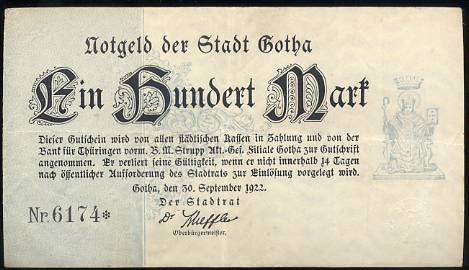 Notgeld der Stadt Gotha
Ein Hundert Mark
Dieser Gutschein wird von allen städtischen Kassen in Zahlung und von der
Bank für Thüringen vorm. B. M. Strupp Akt.-Ges. Filiale Gotha zur Gutschrift
angenommen. Er verliert seine Gültigkeit, wenn er nicht innerhalb 14 Tagen
nach öffentlicher Aufforderung des Stadtrats zur Einlösung vorgelegt wird.
Gotha, den 30. September 1922.
Der Stadtrat
Nr. 6174*
Dr.
Oberbürgermeister.